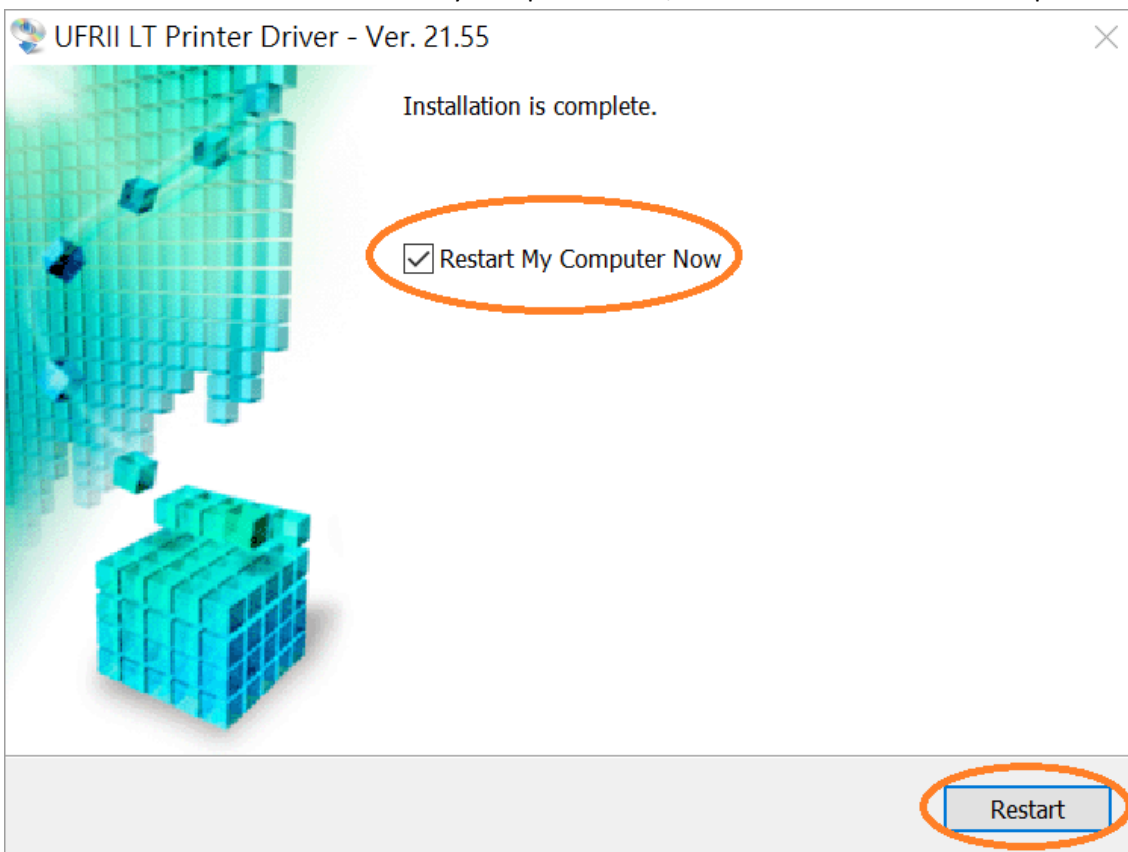 UFRII LT Printer Driver - Ver. 21.55
Installation is complete.
Restart My Computer Now
Restart